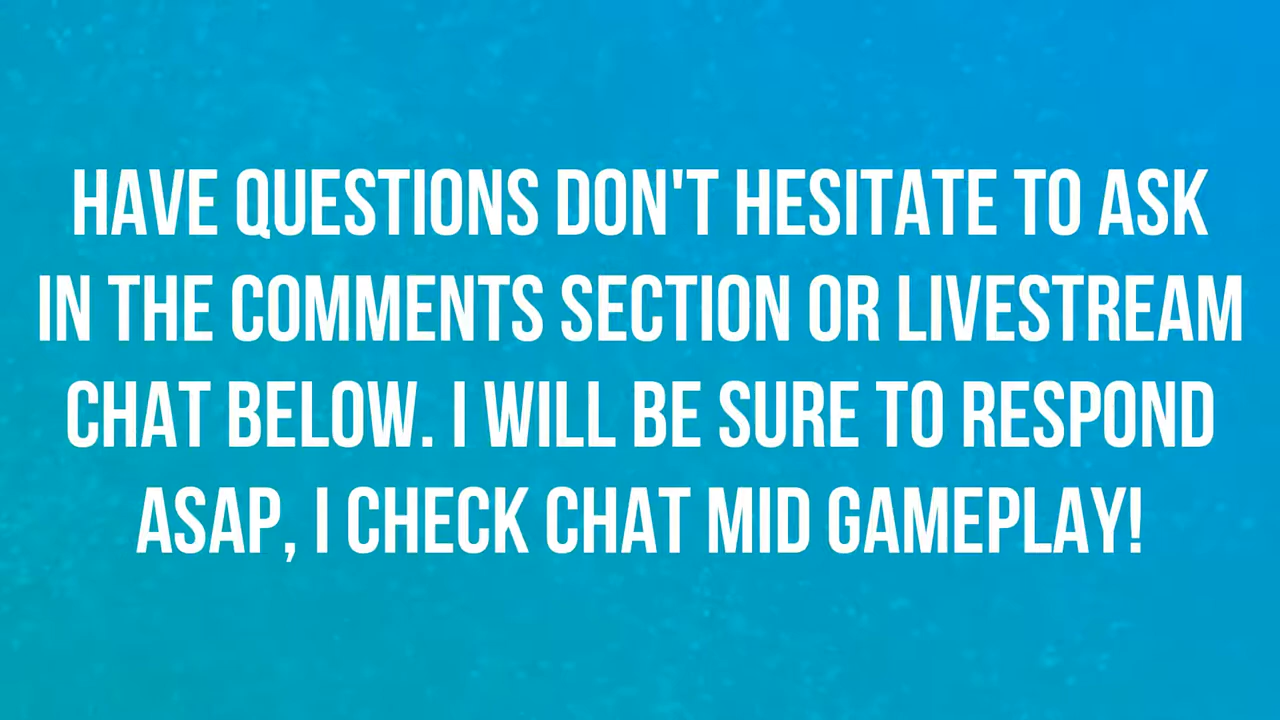 HAVE QUESTIONS DON'T HESITATE TO ASK
IN THE COMMENTS SECTION OR LIVESTREAM
CHAT BELOW. I WILL BE SURE TO RESPOND
ASAP, I CHECK CHAT MID GAMEPLAY!